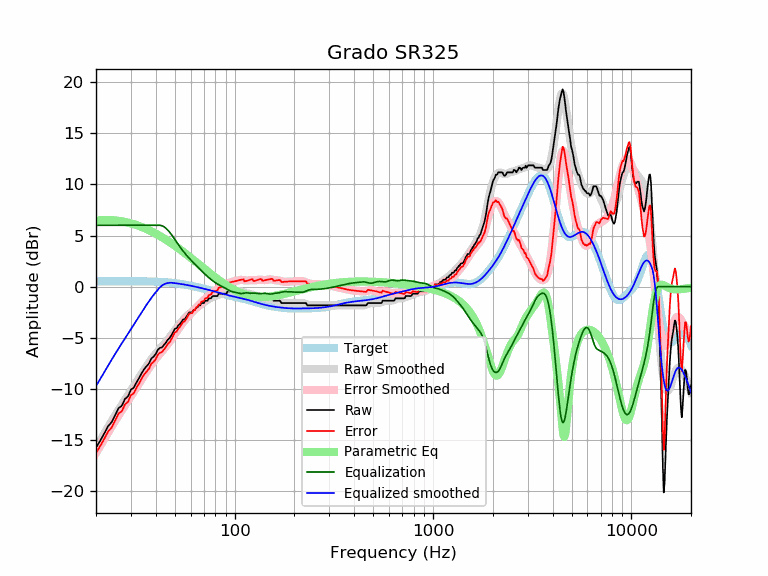 Grado SR325
20
15
10
5
0
−5
−10
−15
−20
Amplitude (dBr)
Target
Raw Smoothed
Error Smoothed
Raw
Error
Parametric Eq
Equalization
Equalized smoothed
100
1000
10000
Frequency (Hz)